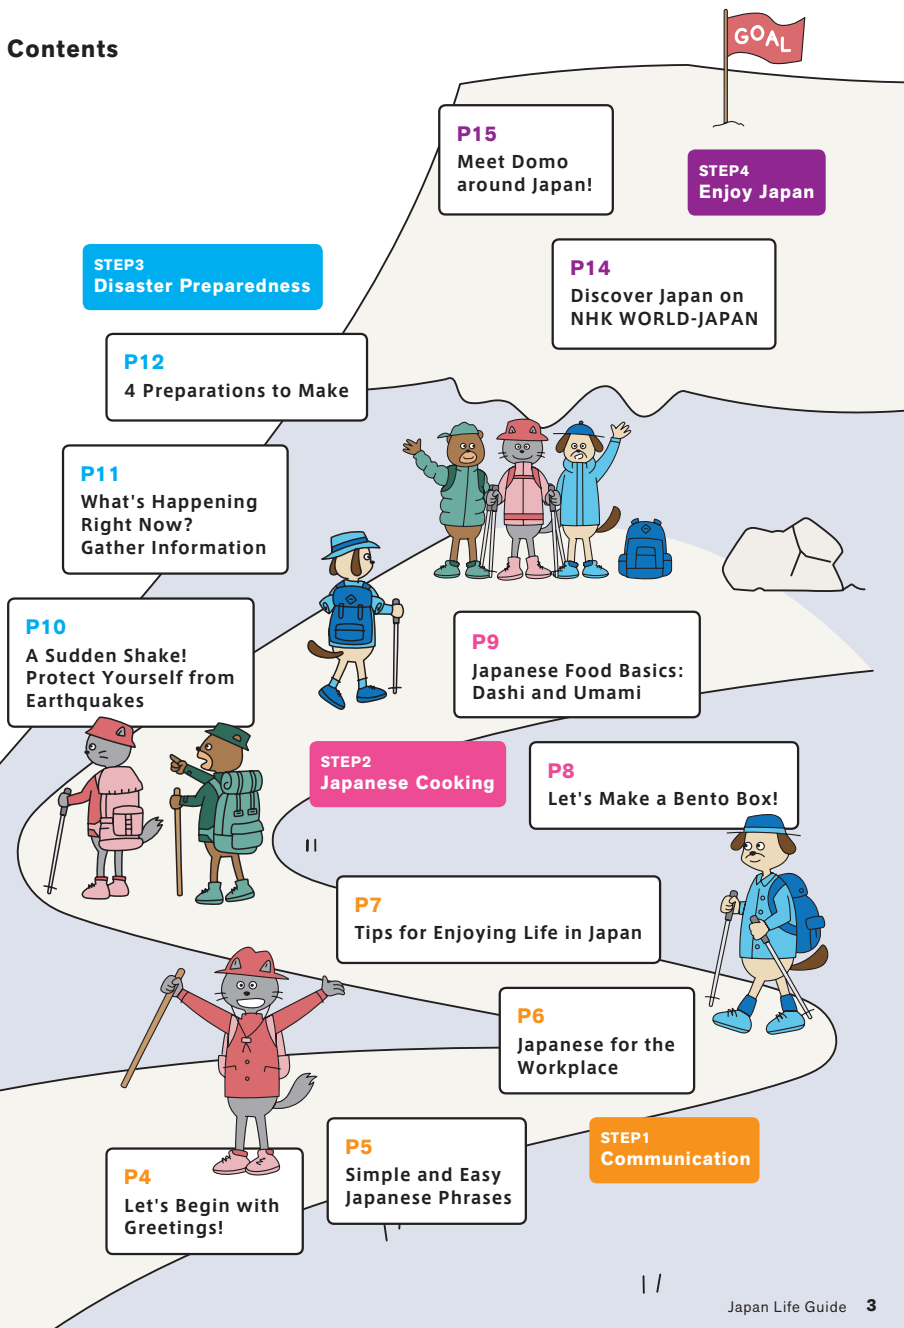 Contents
GOAL
P15
Meet Domo
around Japan!
STEP4
Enjoy Japan
P14
Discover Japan on
NHK WORLD-JAPAN
STEP3
Disaster Preparedness
P12
4 Preparations to Make
P11
What's Happening
Right Now?
Gather Information
P10
A Sudden Shake!
Protect Yourself from
Earthquakes
P9
Japanese Food Basics:
Dashi and Umami
STEP2
Japanese Cooking
P8
Let's Make a Bento Box!
P7
Tips for Enjoying Life in Japan
P6
Japanese for the
Workplace
STEP1
Communication
P5
Simple and Easy
Japanese Phrases
P4
Let's Begin with
Greetings!
Japan Life Guide 3